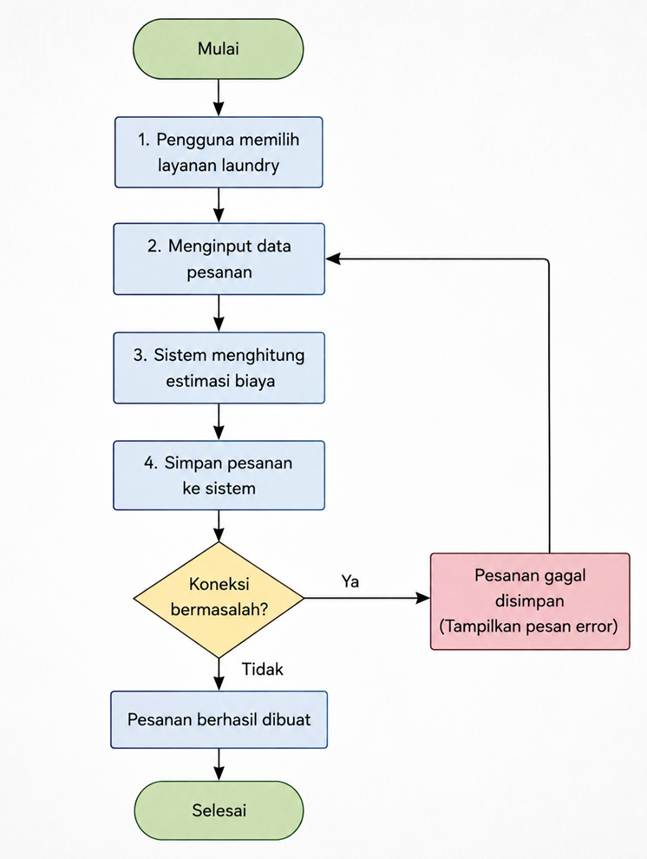 Mulai
1. Pengguna memilih
layanan laundry
2. Menginput data
pesanan
3. Sistem menghitung
estimasi biaya
4. Simpan pesanan
ke sistem
Koneksi
bermasalah?
Ya
Pesanan gagal
disimpan
(Tampilkan pesan error)
Tidak
Pesanan berhasil dibuat
Selesai